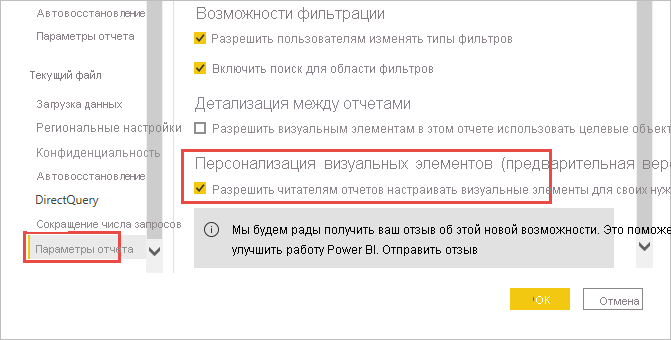 Автовосстановление
Параметры отчета
Текущий файл
Загрузка данных
Региональные настройки
Конфиденциальность
Автовосстановление
DirectQuery
Сокращение числа запросов
Параметры отчета
Возможности фильтрации
Разрешить пользователям изменять типы фильтров
Включить поиск для области фильтров
Детализация между отчетами
Разрешить визуальным элементам в этом отчете использовать целевые объект
Персонализация визуальных элементов (предварительная верс
Разрешить читателям отчетов настраивать визуальные элементы для своих нуж
Мы будем рады получить ваш отзыв об этой новой возможности. Это поможе
улучшить работу Power BI. Отправить отзыв
ОК
Отмена